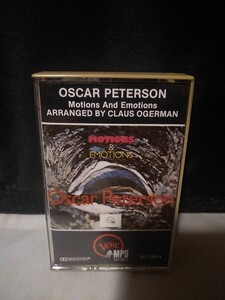 OSCAR PETERSON
Motions And Emotions
ARRANGED BY CLAUS OGERMAN
MOTIONS
& EMOTIONS
Oscar Peterson
Verve
MPS